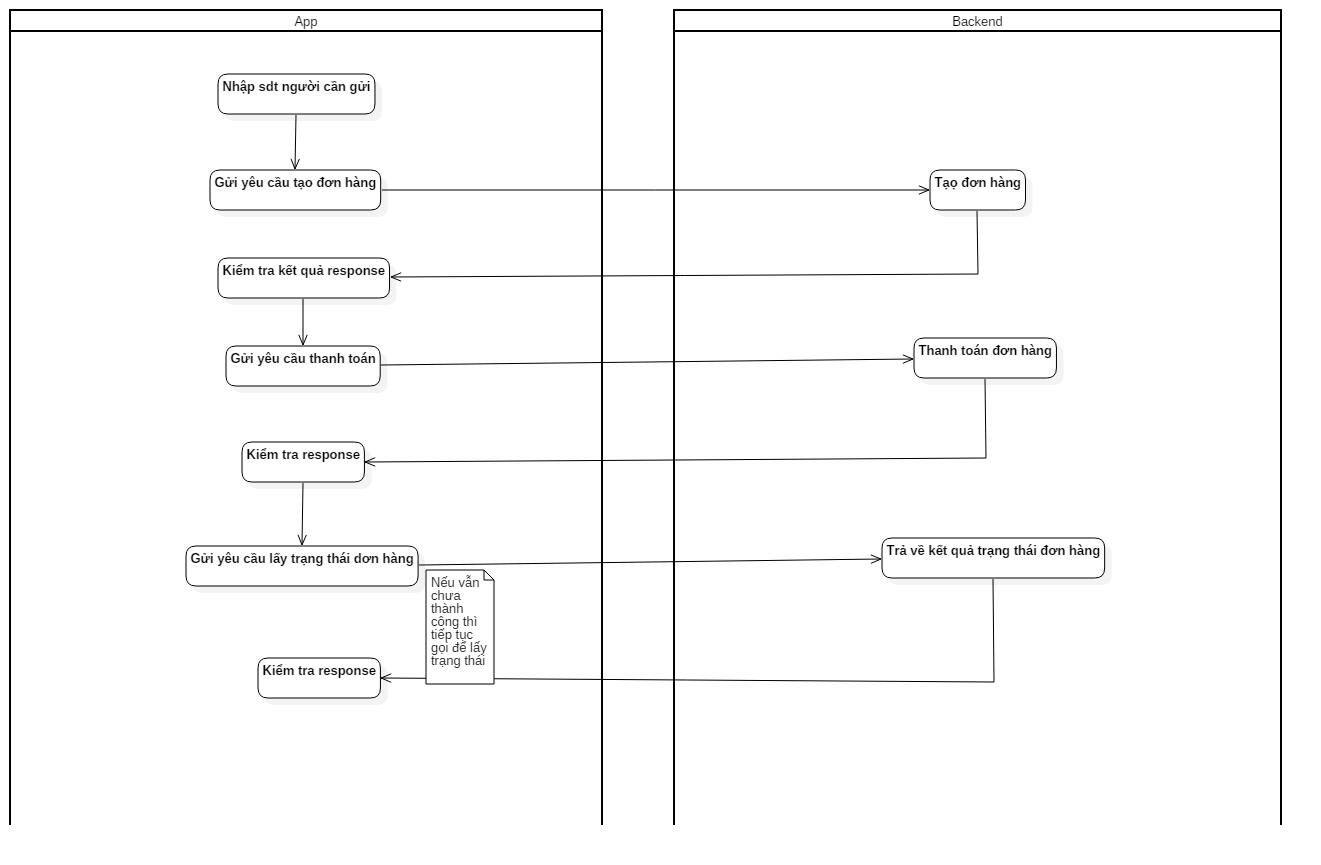 App
Backend
Nhập sdt người cần gửi
Gửi yêu cầu tạo đơn hàng
Tạo đơn hàng
Kiểm tra kết quả response
Gửi yêu cầu thanh toán
Thanh toán đơn hàng
Kiểm tra response
Gửi yêu cầu lấy trạng thái dơn hàng
Trả về kết quả trạng thái đơn hàng
Nếu vẫn
chưa
thành
công thì
tiếp tục
gọi để lấy
trạng thái
Kiểm tra response